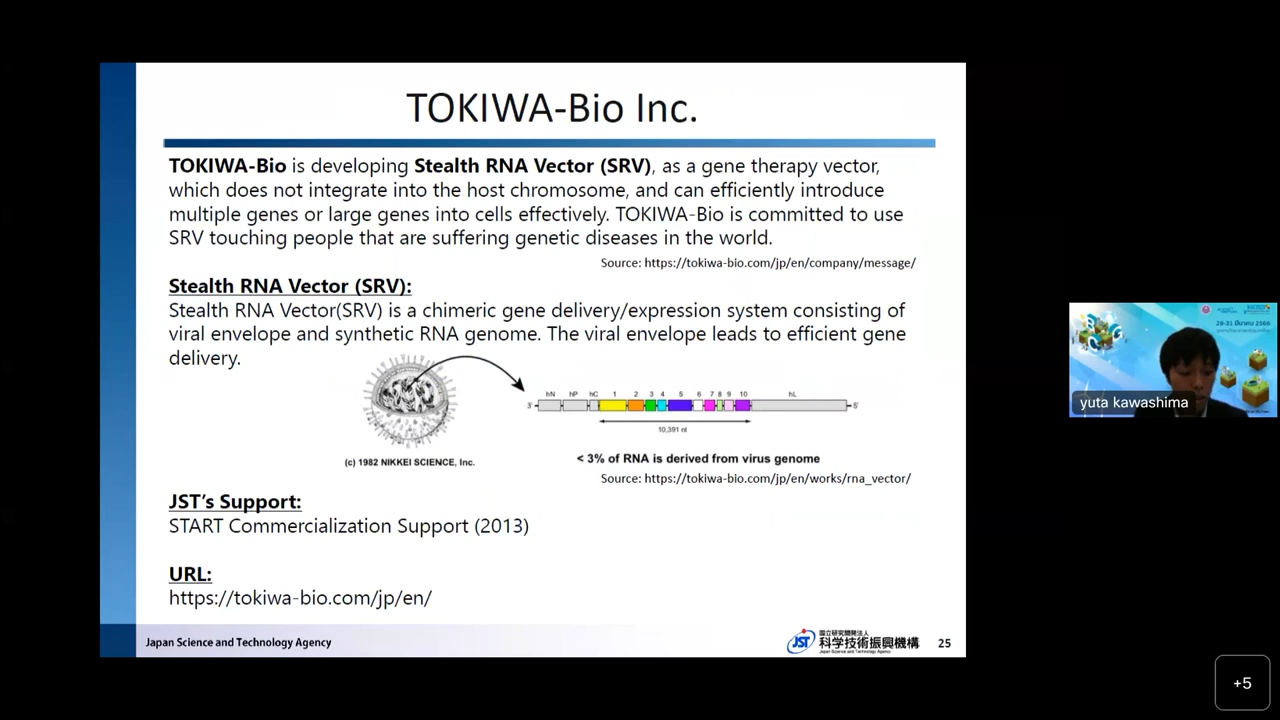 TOKIWA-Bio Inc.
TOKIWA-Bio is developing Stealth RNA Vector (SRV), as a gene therapy vector,
which does not integrate into the host chromosome, and can efficiently introduce
multiple genes or large genes into cells effectively. TOKIWA-Bio is committed to use
SRV touching people that are suffering genetic diseases in the world.
Source: https://tokiwa-bio.com/jp/en/company/message/
Stealth RNA Vector (SRV):
Stealth RNA Vector(SRV) is a chimeric gene delivery/expression system consisting of
viral envelope and synthetic RNA genome. The viral envelope leads to efficient gene
delivery.
hN hP hC 1 2 3 4 5 6 7 8 9 10 hL
3' 5'
10,391 nt
(c) 1982 NIKKEI SCIENCE, Inc.
< 3% of RNA is derived from virus genome
Source: https://tokiwa-bio.com/jp/en/works/rna_vector/
JST's Support:
START Commercialization Support (2013)
URL:
https://tokiwa-bio.com/jp/en/
Japan Science and Technology Agency
JST
国立研究開発法人
科学技術振興機構
Japan Science and Technology Agency
25
28-31 มีนาคม 2566
yuta kawashima
+5